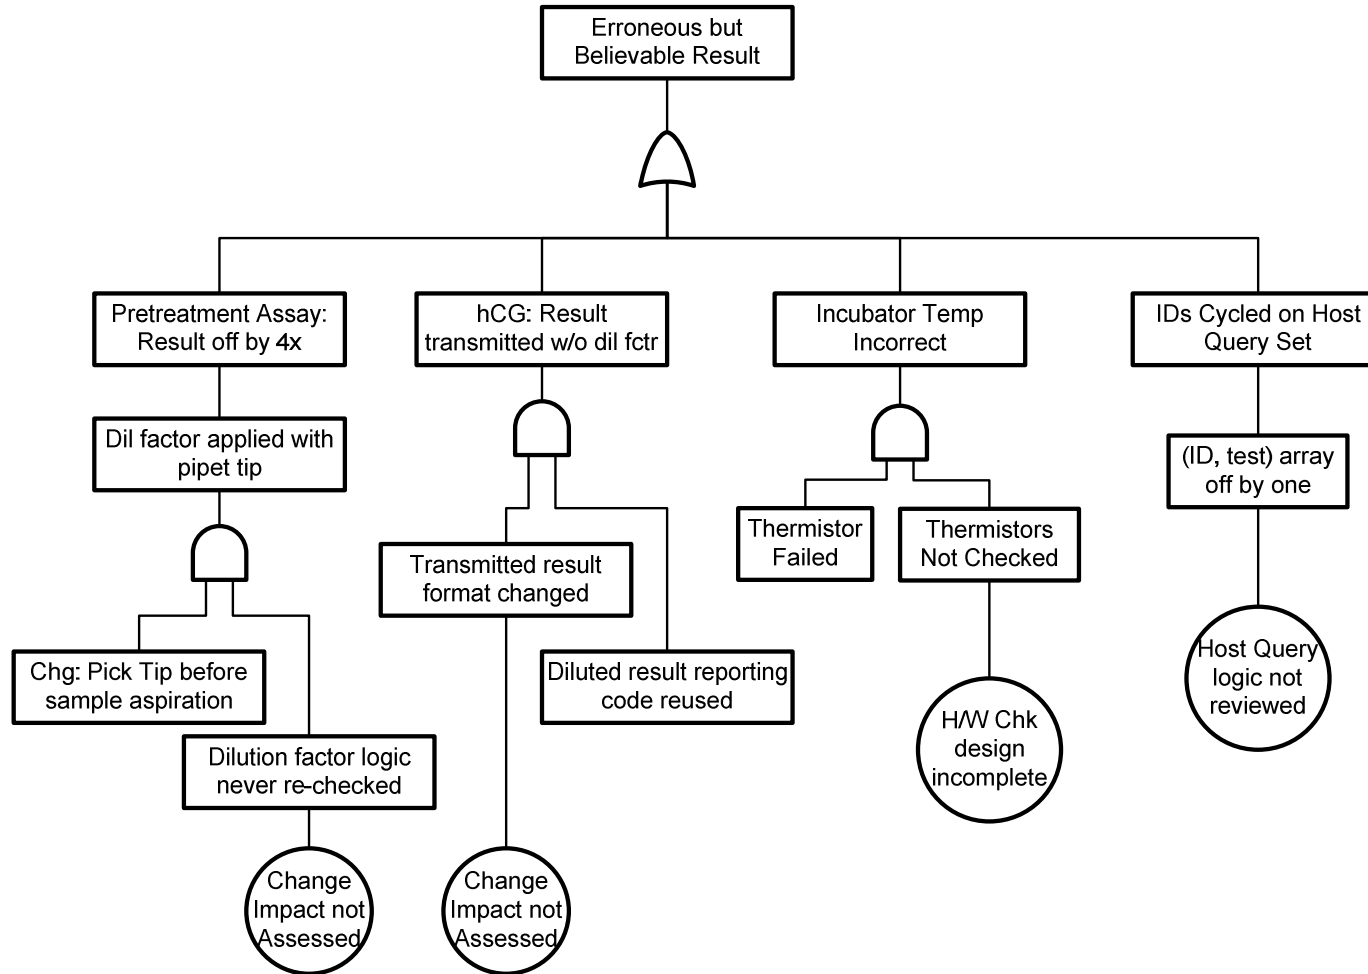 Erroneous but
Believable Result
Pretreatment Assay:
Result off by 4x
hCG: Result
transmitted w/o dil fctr
Incubator Temp
Incorrect
IDs Cycled on Host
Query Set
Dil factor applied with
pipet tip
(ID, test) array
off by one
Thermistor
Failed
Thermistors
Not Checked
Transmitted result
format changed
Chg: Pick Tip before
sample aspiration
Diluted result reporting
code reused
Host Query
logic not
reviewed
H/W Chk
design
incomplete
Dilution factor logic
never re-checked
Change
Impact not
Assessed
Change
Impact not
Assessed